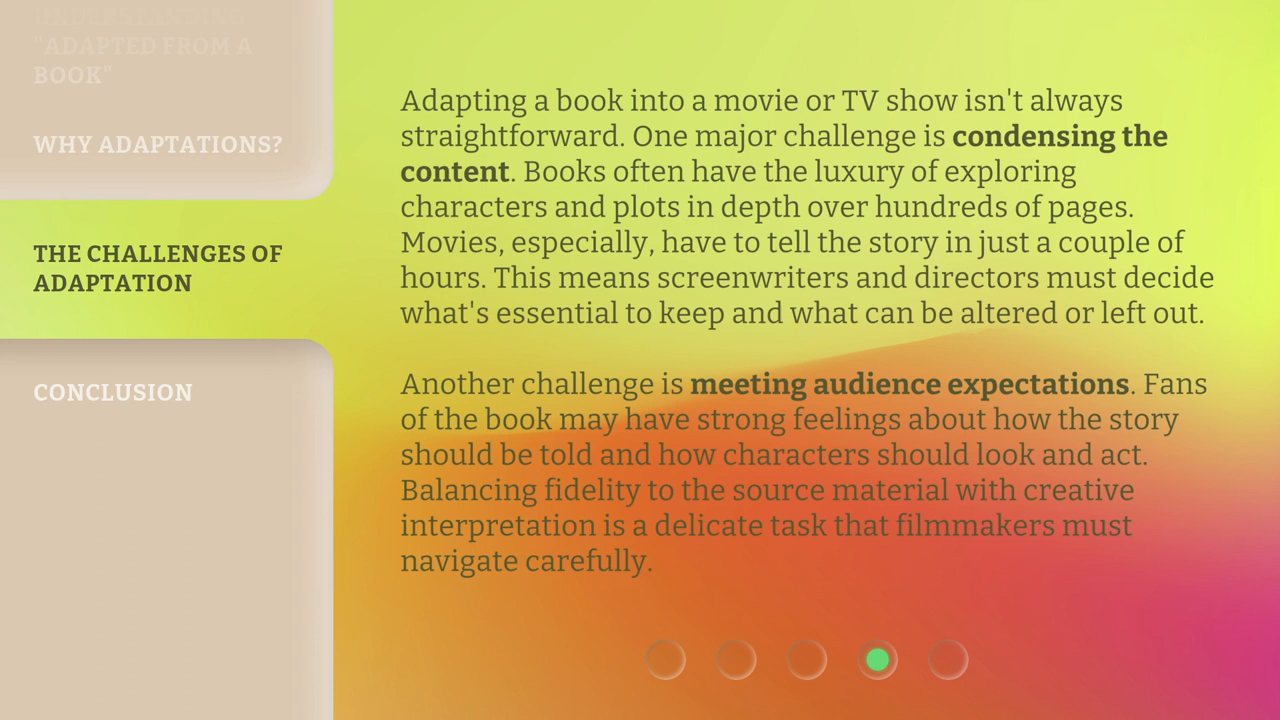 UNDERSTANDING
"ADAPTED FROM A
BOOK"
WHY ADAPTATIONS?
THE CHALLENGES OF
ADAPTATION
CONCLUSION
Adapting a book into a movie or TV show isn't always
straightforward. One major challenge is condensing the
content. Books often have the luxury of exploring
characters and plots in depth over hundreds of pages.
Movies, especially, have to tell the story in just a couple of
hours. This means screenwriters and directors must decide
what's essential to keep and what can be altered or left out.
Another challenge is meeting audience expectations. Fans
of the book may have strong feelings about how the story
should be told and how characters should look and act.
Balancing fidelity to the source material with creative
interpretation is a delicate task that filmmakers must
navigate carefully.